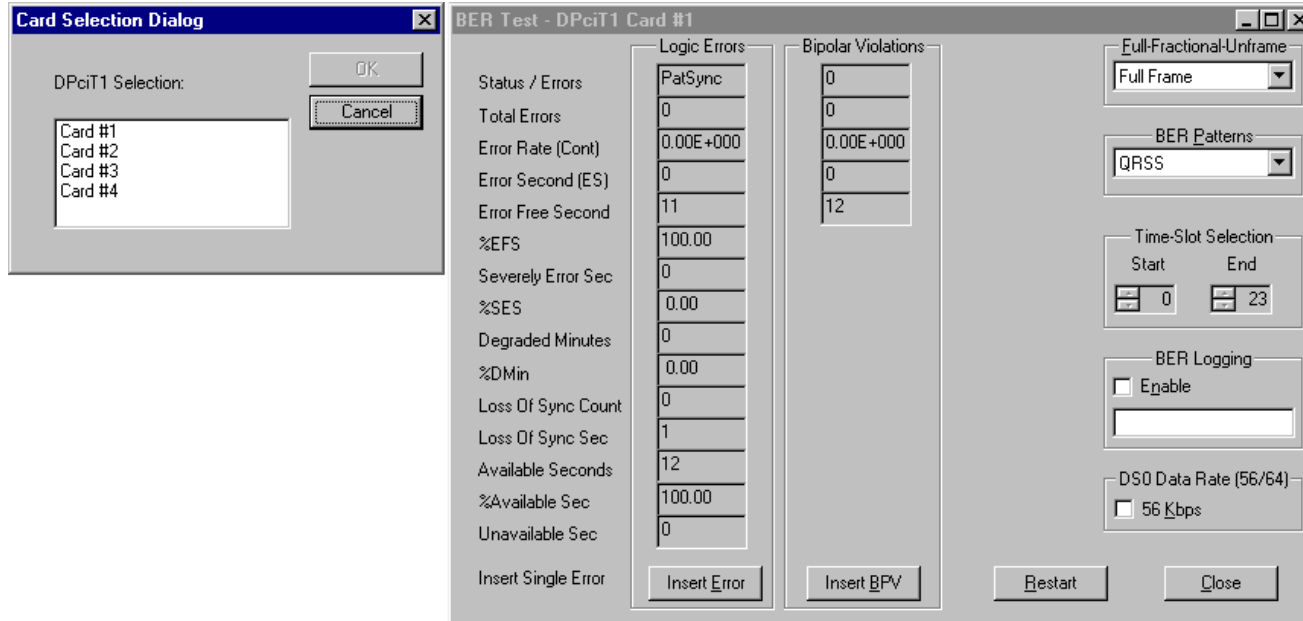 Card Selection Dialog
DPciT1 Selection:
OK
Cancel
Card #1
Card #2
Card #3
Card #4
BER Test - DPciT1 Card #1
Logic Errors
Bipolar Violations
Status / Errors PatSync 0
Total Errors 0 0
Error Rate (Cont) 0.00E+000 0.00E+000
Error Second (ES) 0 0
Error Free Second 11 12
%EFS 100.00
Severely Error Sec 0
%SES 0.00
Degraded Minutes 0
%DMin 0.00
Loss Of Sync Count 0
Loss Of Sync Sec 1
Available Seconds 12
%Available Sec 100.00
Unavailable Sec 0
Insert Single Error Insert Error Insert BPV
Full-Fractional-Unframe
Full Frame
BER Patterns
QRSS
Time-Slot Selection
Start End
0 23
BER Logging
Enable
DS0 Data Rate (56/64)
56 Kbps
Restart Close